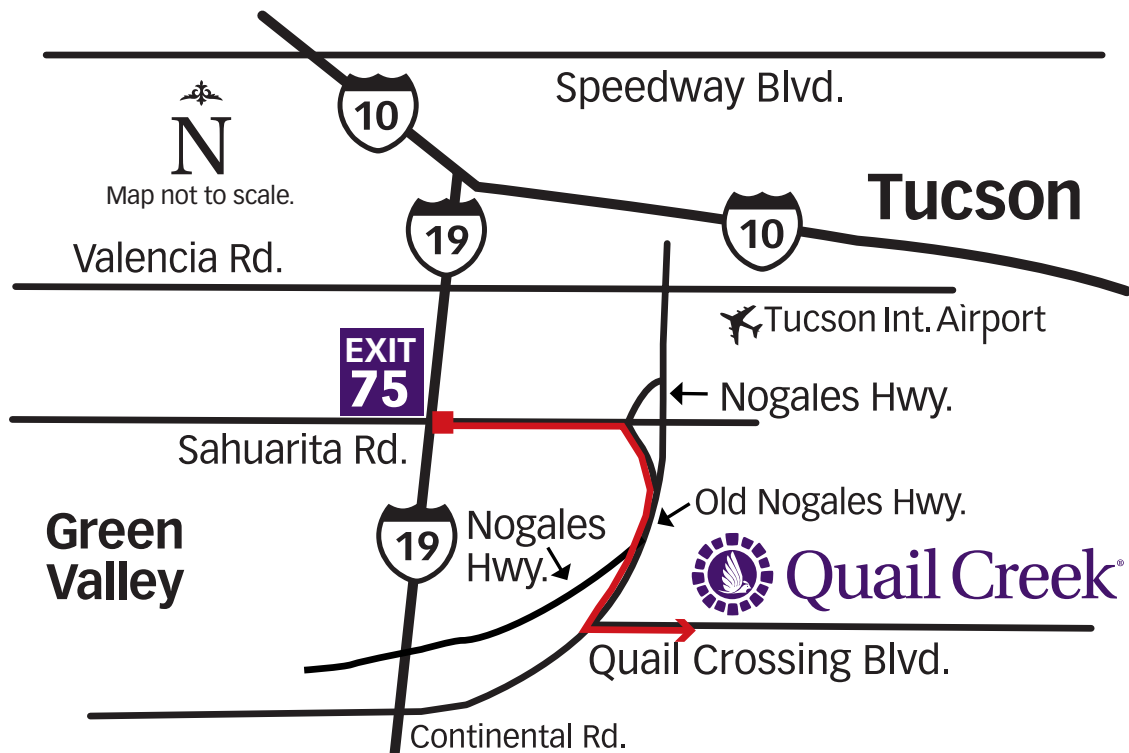 Speedway Blvd.
10
N
Map not to scale.
Tucson
19
10
Valencia Rd.
Tucson Int. Airport
EXIT
75
Nogales Hwy.
Sahuarita Rd.
Old Nogales Hwy.
Green
Valley
19
Nogales
Hwy.
Quail Creek®
Quail Crossing Blvd.
Continental Rd.